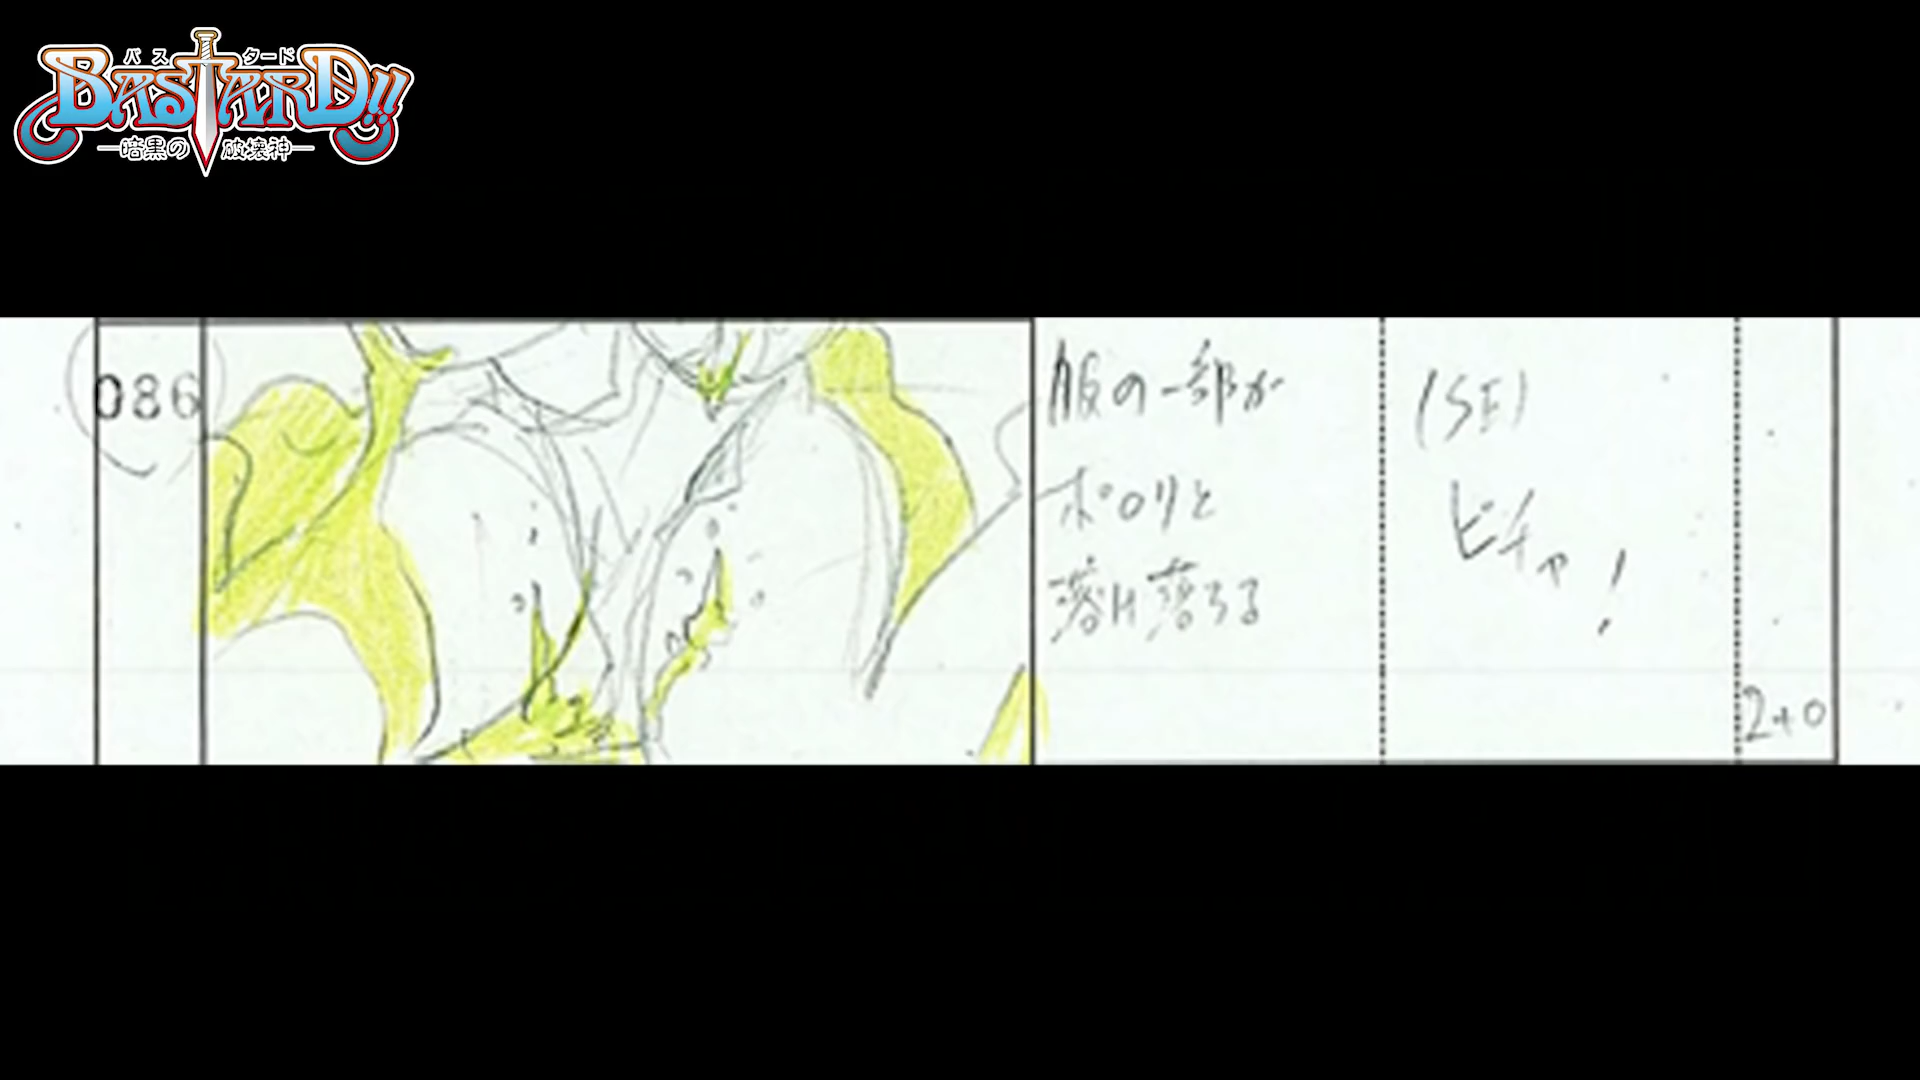 バスタード
BASTARD!!
―暗黒の破壊神―
086
服の一部が
ポロリと
溶け落ちる
(SE)
ピチャ!
2+0